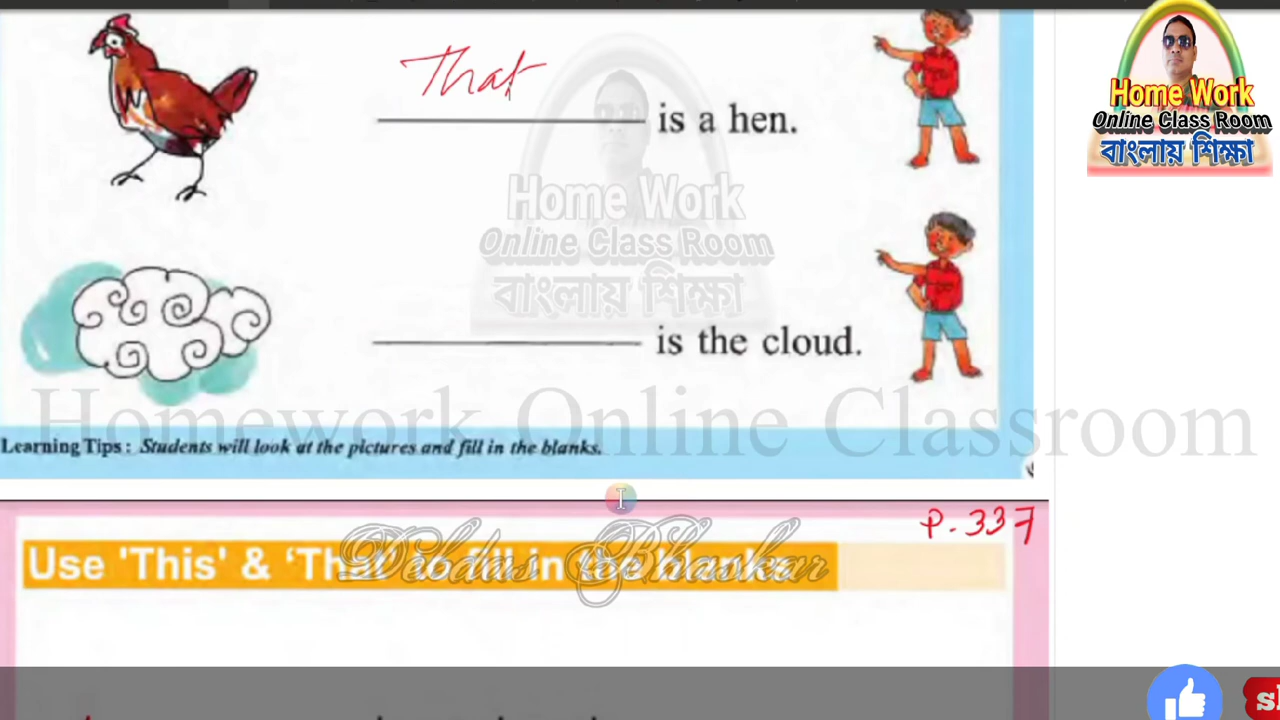 That
is a hen.
Home Work
Online Class Room
বাংলায় শিক্ষা
Home Work
Online Class Room
বাংলায় শিক্ষা
is the cloud.
Homework Online Classroom
Learning Tips : Students will look at the pictures and fill in the blanks.
P. 337
Use 'This' & ‘That’ to fill in the blanks
Debdas Bhaskar